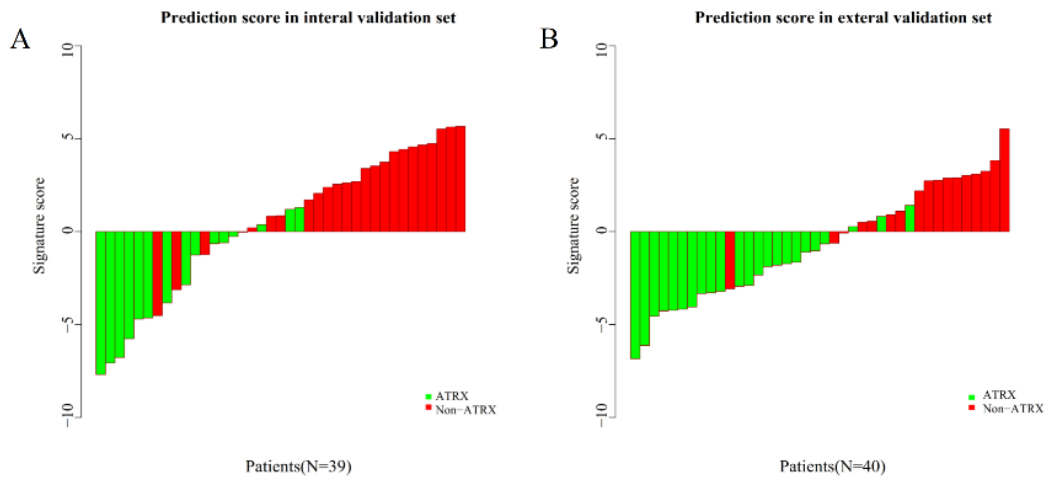 A
Prediction score in interal validation set
10
5
0
−5
−10
Signature score
ATRX
Non−ATRX
Patients(N=39)
B
Prediction score in exteral validation set
10
5
0
−5
−10
Signature score
ATRX
Non−ATRX
Patients(N=40)